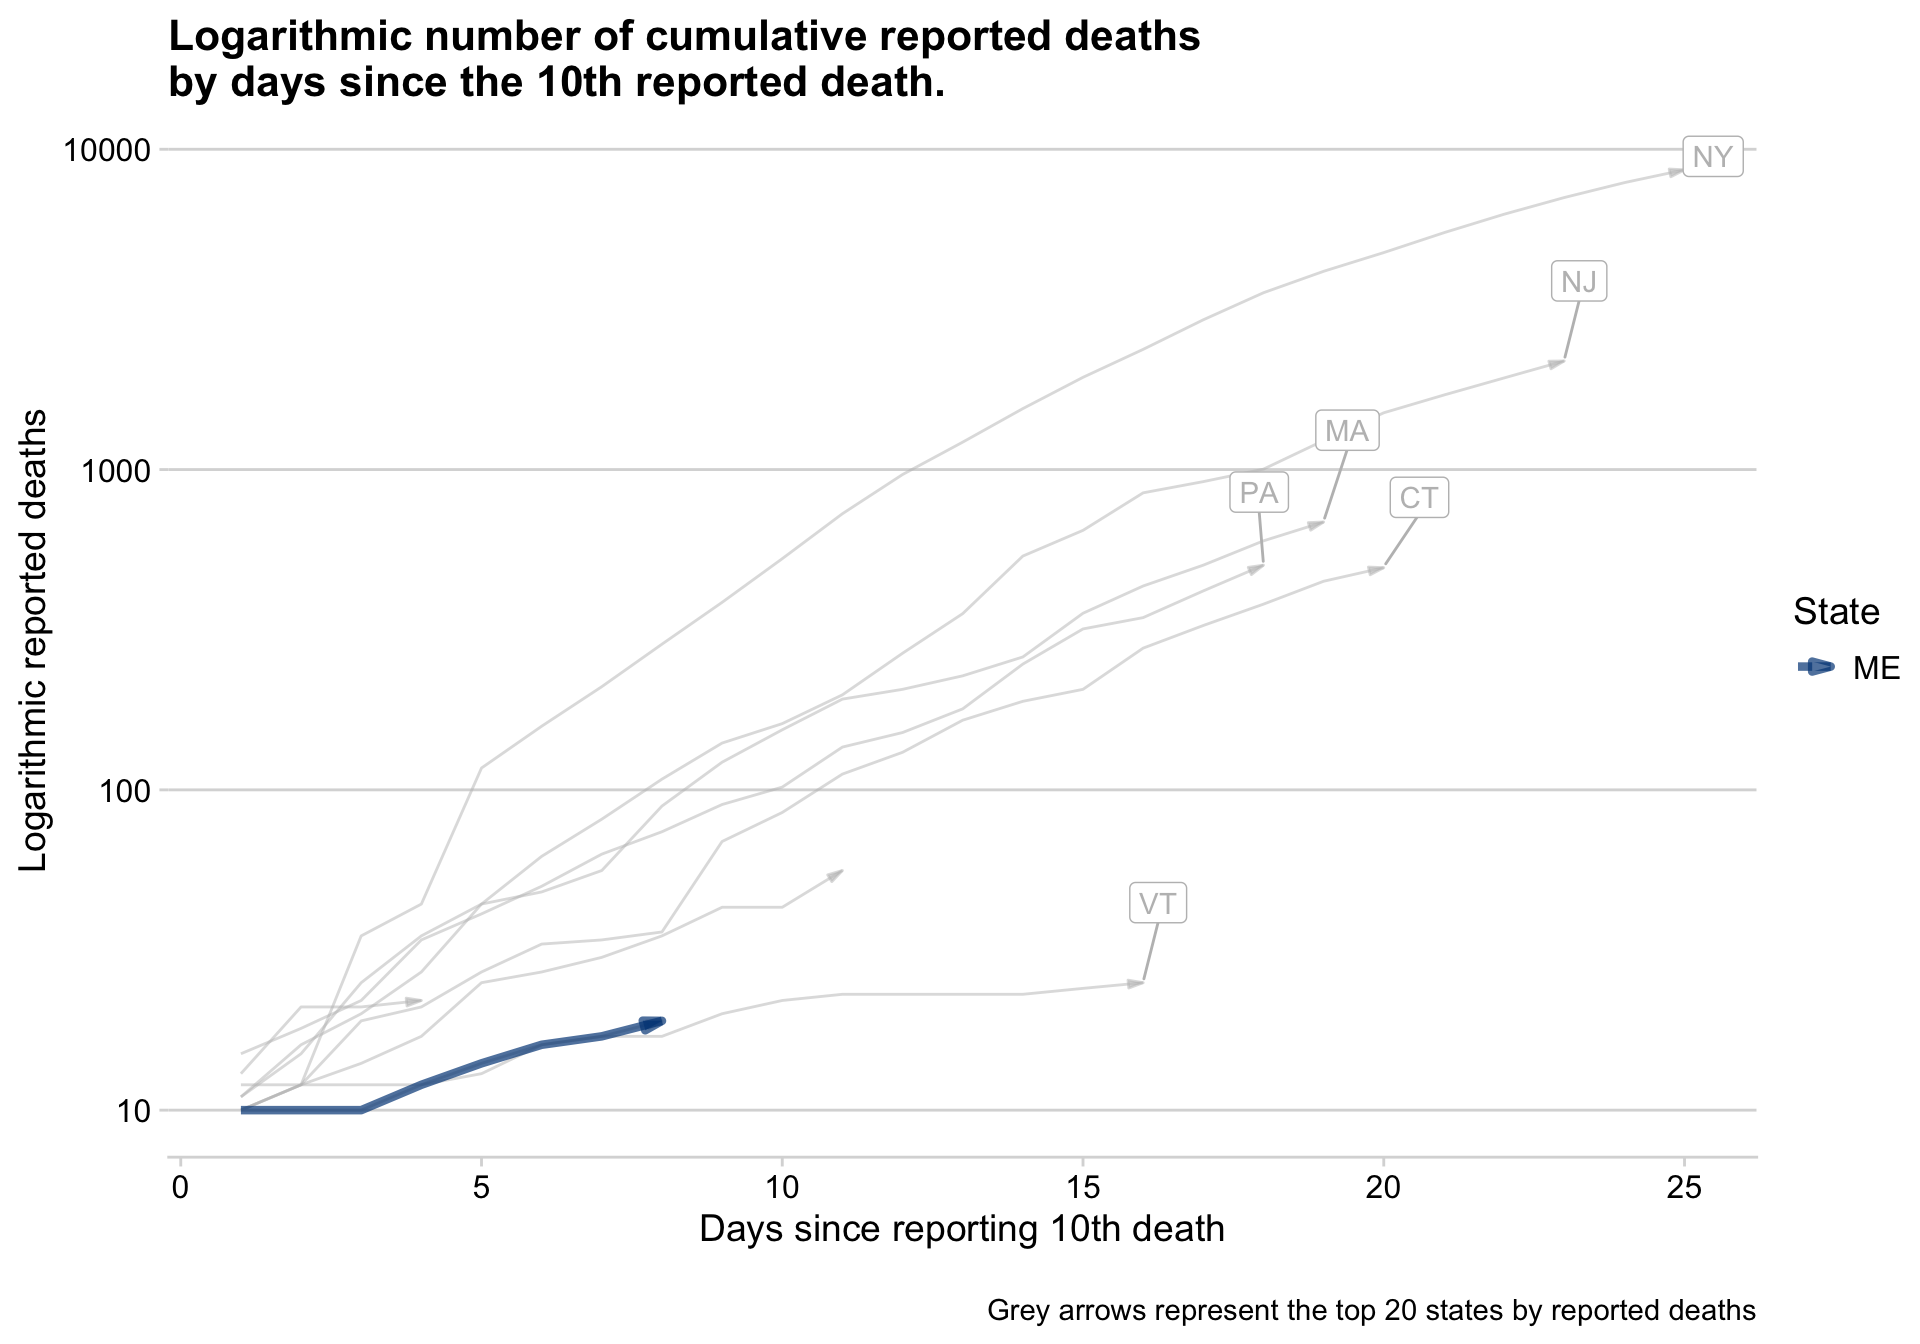 Logarithmic number of cumulative reported deaths
by days since the 10th reported death.
Logarithmic reported deaths
10000
1000
100
10
NY
NJ
MA
PA
CT
VT
State
ME
0 5 10 15 20 25
Days since reporting 10th death
Grey arrows represent the top 20 states by reported deaths